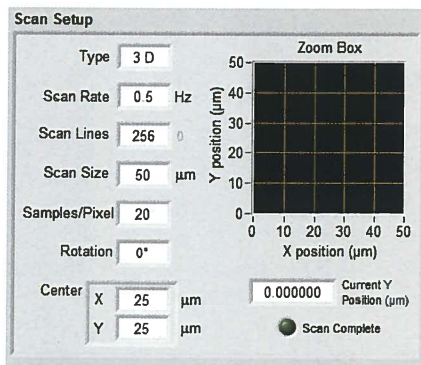 Scan Setup
Type 3 D
Scan Rate 0.5 Hz
Scan Lines 256 0
Scan Size 50 µm
Samples/Pixel 20
Rotation 0°
Center X 25 µm
Y 25 µm
Zoom Box
Y position (µm)
50
40
30
20
10
0
0 10 20 30 40 50
X position (µm)
0.000000 Current Y
Position (µm)
Scan Complete